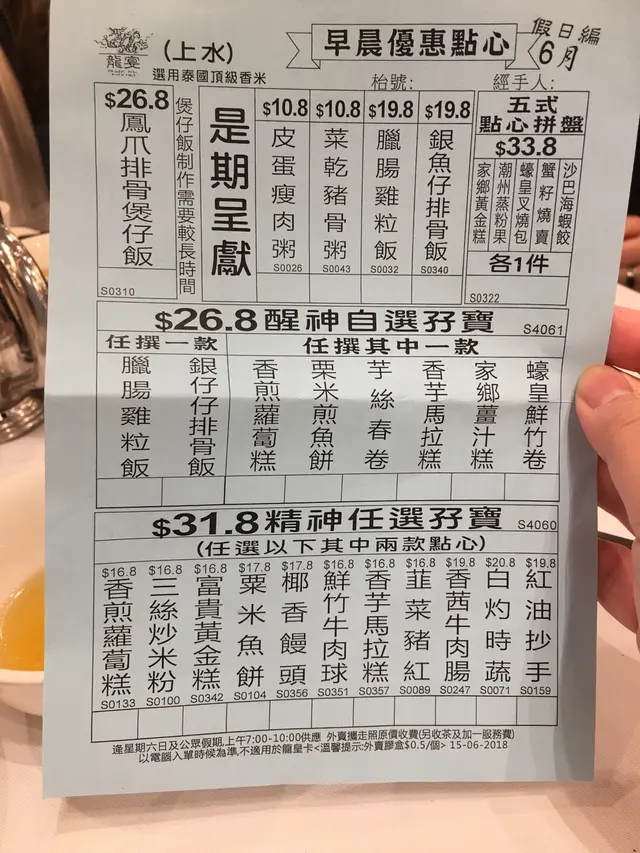 龍宴
(上水)
選用泰國頂級香米
早晨優惠點心
假日編
6月
枱號：
經手人：
$26.8
鳳爪排骨煲仔飯
S0310
煲仔飯制作需要較長時間
是期呈獻
$10.8
皮蛋瘦肉粥
S0026
$10.8
菜乾豬骨粥
S0043
$19.8
臘腸雞粒飯
S0032
$19.8
銀魚仔排骨飯
S0340
五式
點心拼盤
$33.8
家鄉黃金糕
潮州蒸粉果
蠔皇叉燒包
蟹籽燒賣
沙巴海蝦餃
各1件
S0322
$26.8醒神自選孖寶
S4061
任撰一款
任撰其中一款
臘腸雞粒飯
銀仔仔排骨飯
香煎蘿蔔糕
栗米煎魚餅
芋絲春卷
香芋馬拉糕
家鄉薑汁糕
蠔皇鮮竹卷
$31.8精神任選孖寶
S4060
(任選以下其中兩款點心)
$16.8
香煎蘿蔔糕
S0133
$16.8
三絲炒米粉
S0100
$16.8
富貴黃金糕
S0342
$17.8
粟米魚餅
S0104
$17.8
椰香饅頭
S0356
$16.8
鮮竹牛肉球
S0351
$16.8
香芋馬拉糕
S0357
$16.8
韮菜豬紅
S0089
$19.8
香茜牛肉腸
S0247
$20.8
白灼時蔬
S0071
$19.8
紅油抄手
S0159
逢星期六日及公眾假期,上午7:00-10:00供應 外賣攜走照原價收費(另收茶及加一服務費)
以電腦入單時候為準,不適用於龍皇卡<溫馨提示:外賣膠盒$0.5/個> 15-06-2018